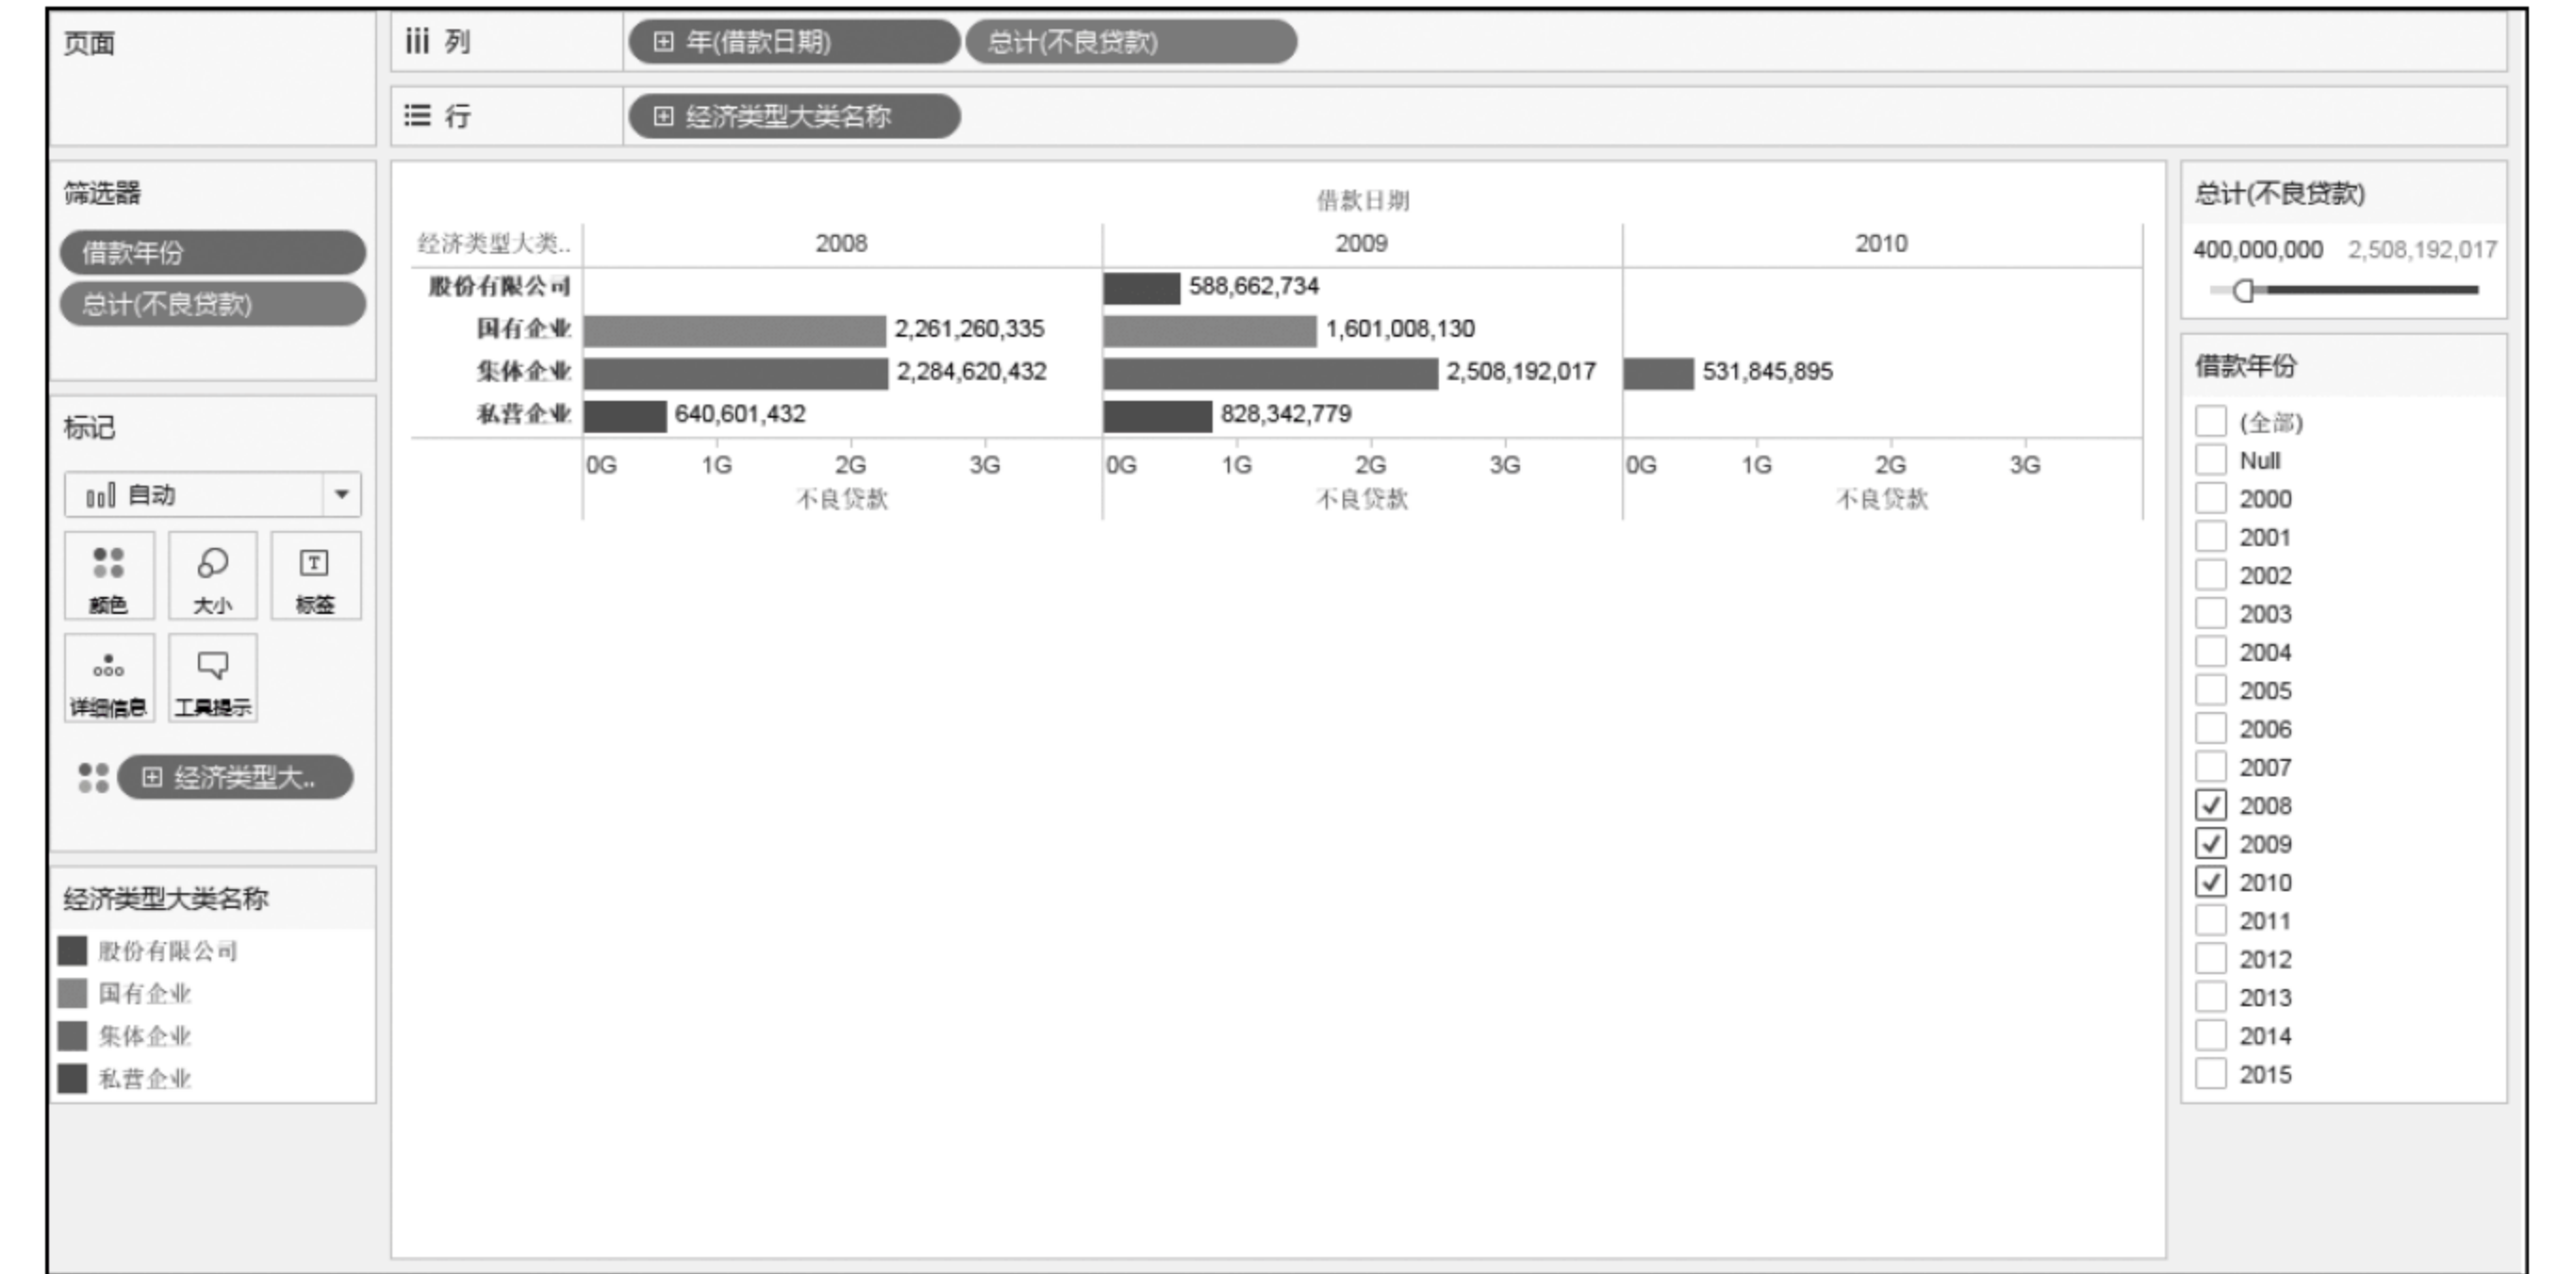 页面
列 年(借款日期) 总计(不良贷款)
行 经济类型大类名称
筛选器
借款年份
总计(不良贷款)
标记
自动
颜色 大小 标签
详细信息 工具提示
经济类型大..
经济类型大类名称
股份有限公司
国有企业
集体企业
私营企业
借款日期
经济类型大类.. 2008 2009 2010
股份有限公司 588,662,734
国有企业 2,261,260,335 1,601,008,130
集体企业 2,284,620,432 2,508,192,017 531,845,895
私营企业 640,601,432 828,342,779
0G 1G 2G 3G 0G 1G 2G 3G 0G 1G 2G 3G
不良贷款 不良贷款 不良贷款
总计(不良贷款)
400,000,000 2,508,192,017
借款年份
(全部)
Null
2000
2001
2002
2003
2004
2005
2006
2007
2008
2009
2010
2011
2012
2013
2014
2015